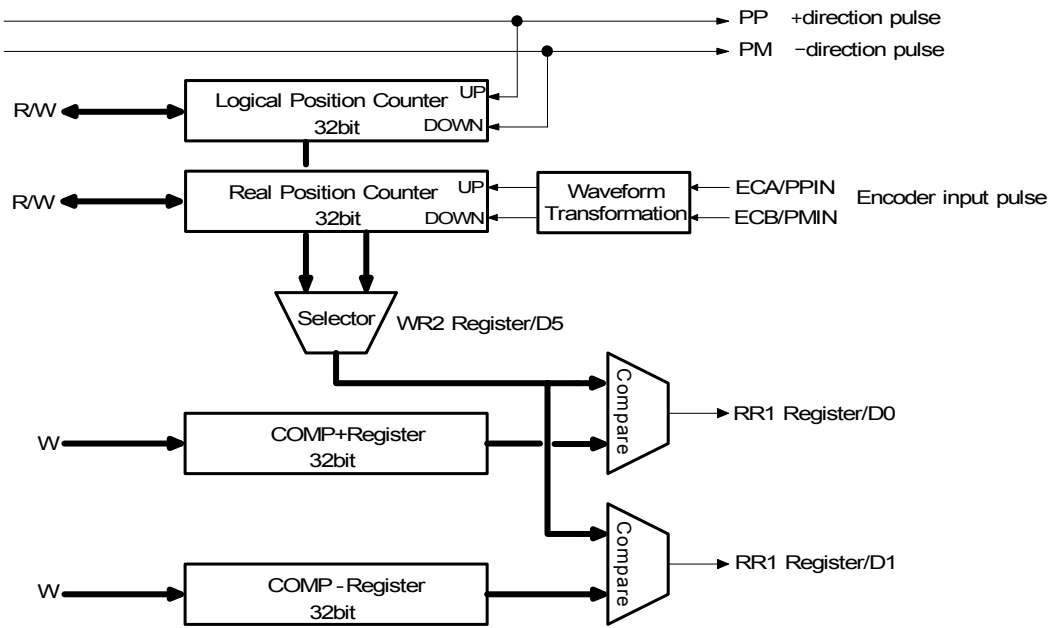 PP +direction pulse
PM −direction pulse
R/W
Logical Position Counter
32bit
UP
DOWN
R/W
Real Position Counter
32bit
UP
DOWN
Waveform
Transformation
ECA/PPIN
ECB/PMIN
Encoder input pulse
Selector
WR2 Register/D5
Compare
RR1 Register/D0
W
COMP+Register
32bit
Compare
RR1 Register/D1
W
COMP-Register
32bit